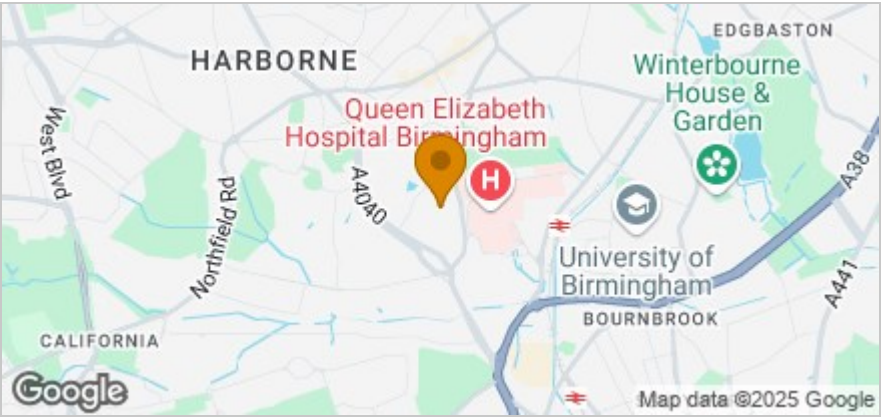 EDGBASTON
HARBORNE
Winterbourne
House &
Garden
Queen Elizabeth
Hospital Birmingham
H
West Blvd
A38
A4040
Northfield Rd
University of
Birmingham
A441
BOURNBROOK
CALIFORNIA
Google
Map data ©2025 Google